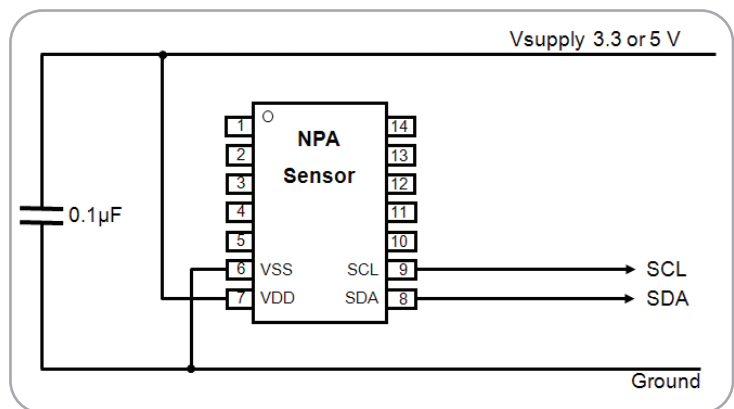 Vsupply 3.3 or 5 V
NPA
Sensor
1
14
2
13
3
12
4
11
5
10
6 VSS SCL 9
SCL
7 VDD SDA 8
SDA
0.1µF
Ground